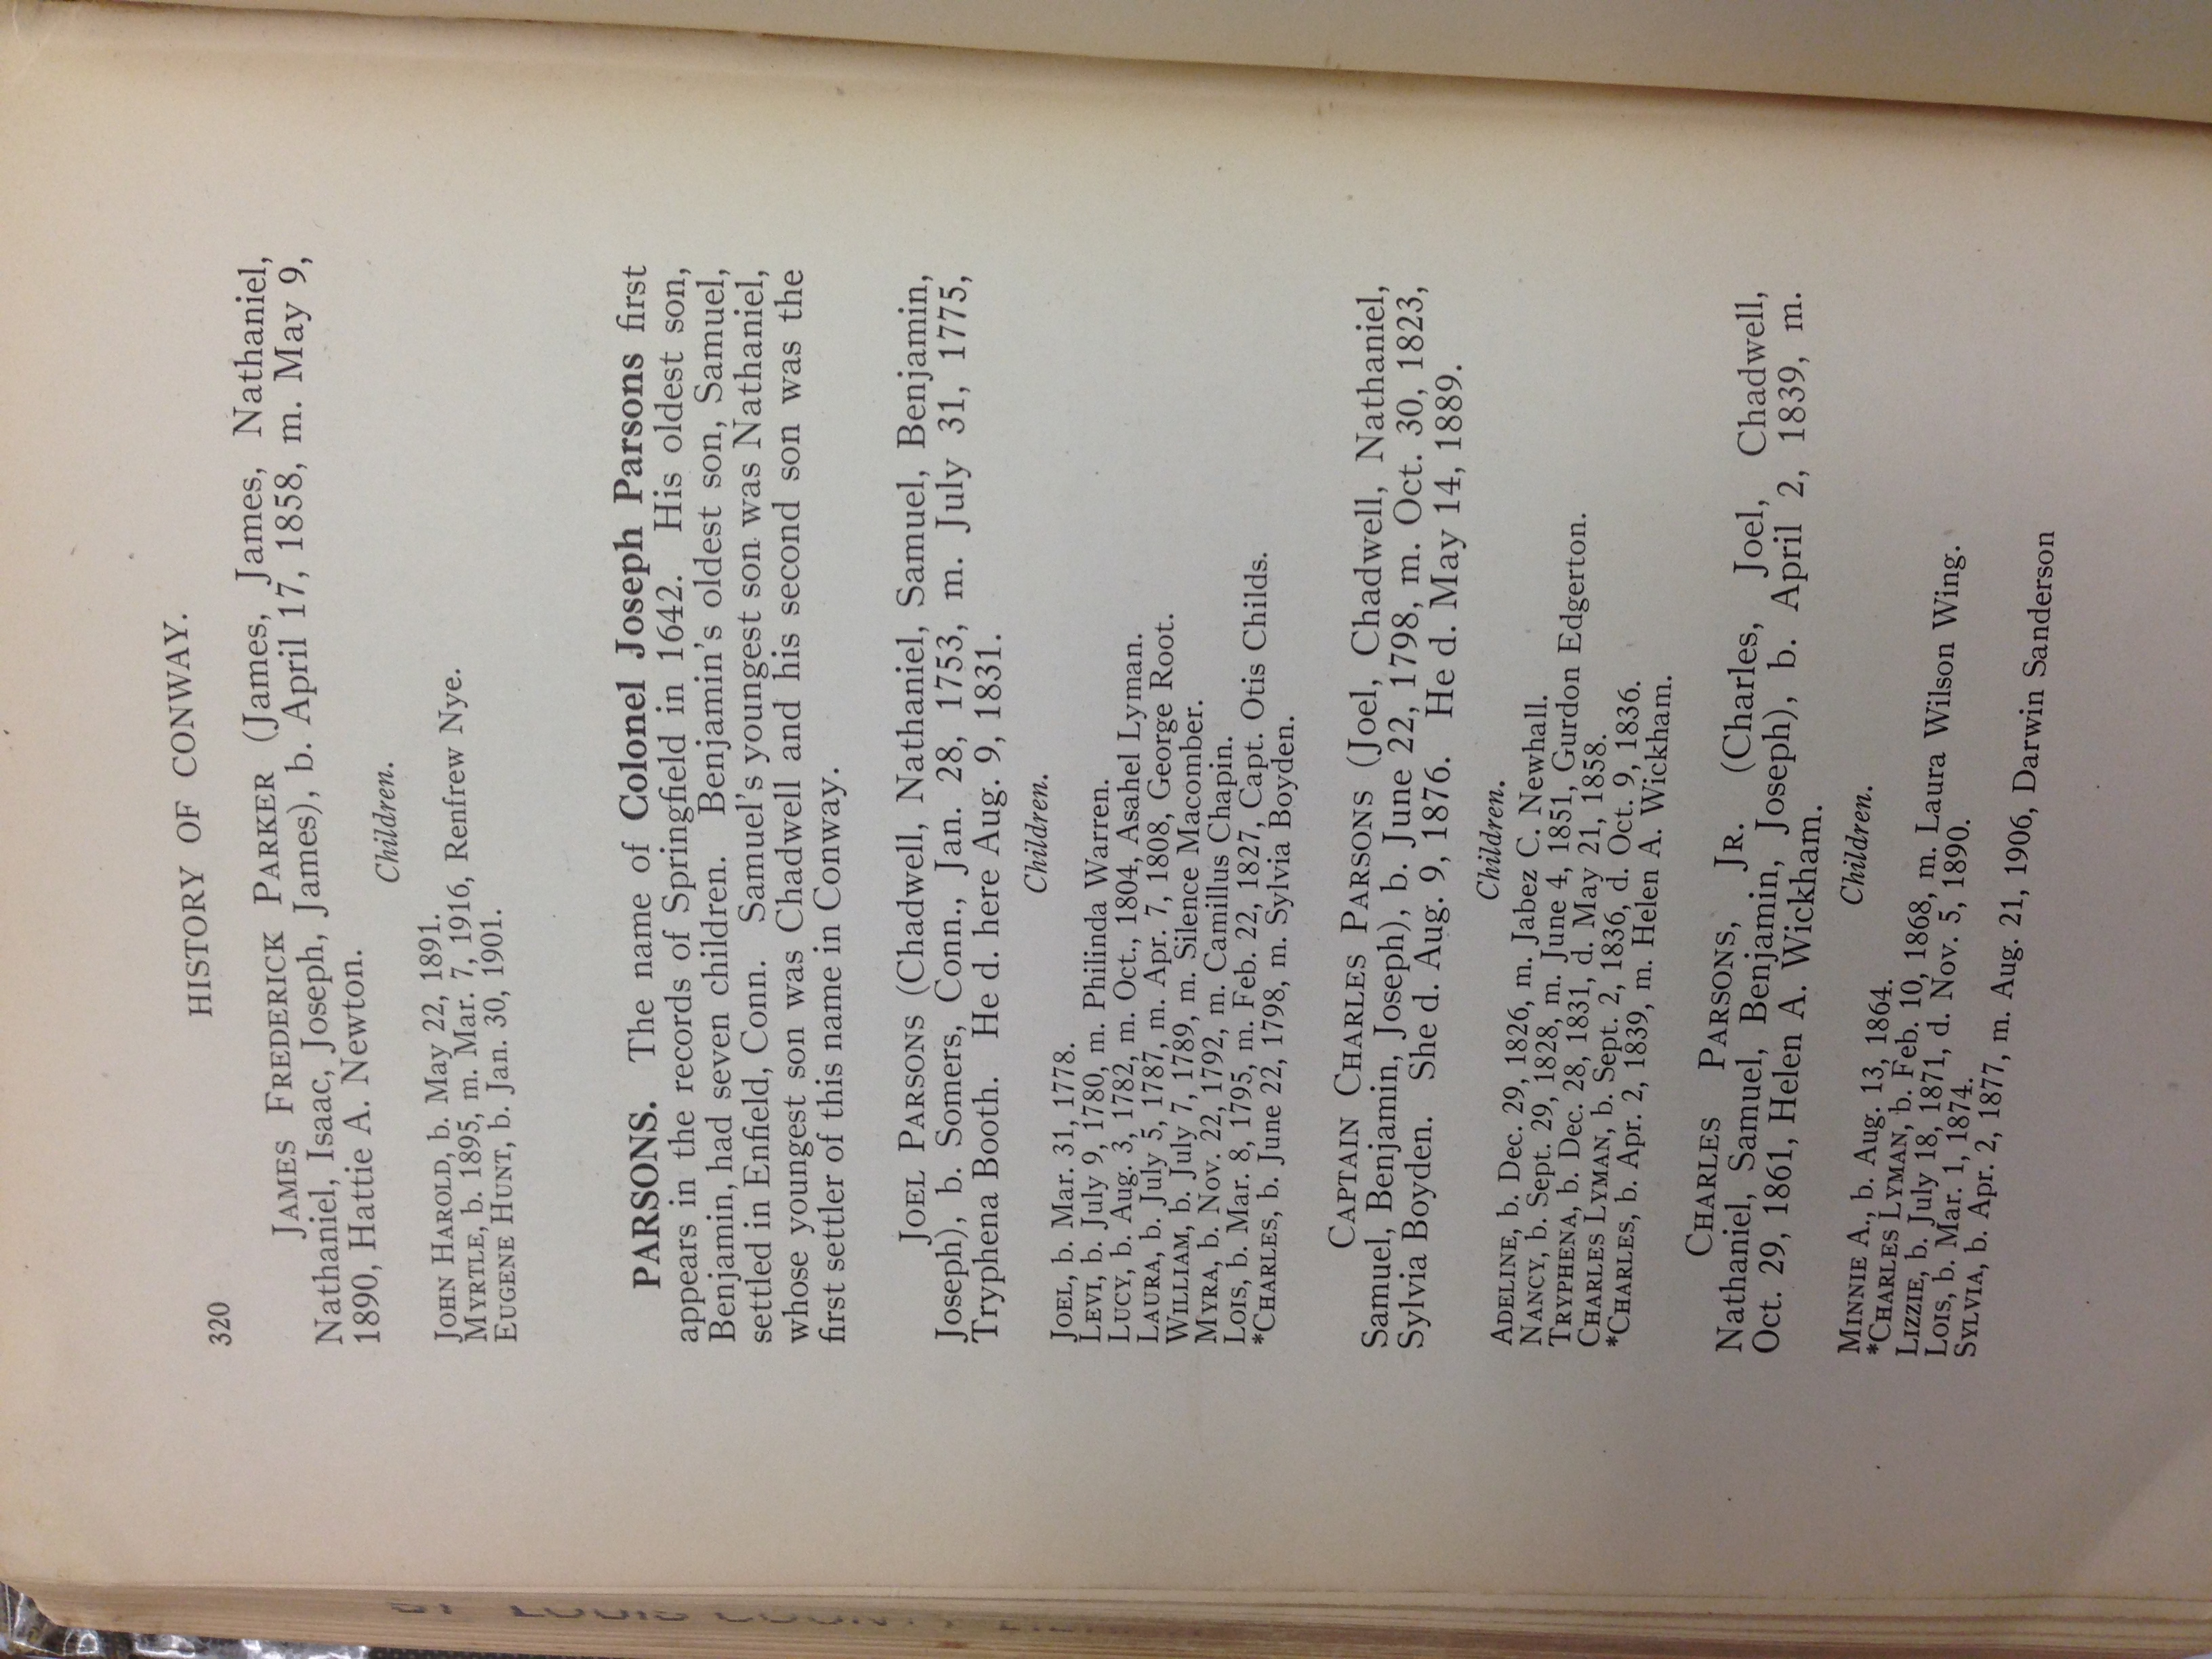 320
HISTORY OF CONWAY.
JAMES FREDERICK PARKER (James, James, Nathaniel,
Nathaniel, Isaac, Joseph, James), b. April 17, 1858, m. May 9,
1890, Hattie A. Newton.
Children.
JOHN HAROLD, b. May 22, 1891.
MYRTLE, b. 1895, m. Mar. 7, 1916, Renfrew Nye.
EUGENE HUNT, b. Jan. 30, 1901.
PARSONS. The name of Colonel Joseph Parsons first
appears in the records of Springfield in 1642. His oldest son,
Benjamin, had seven children. Benjamin's oldest son, Samuel,
settled in Enfield, Conn. Samuel's youngest son was Nathaniel,
whose youngest son was Chadwell and his second son was the
first settler of this name in Conway.
JOEL PARSONS (Chadwell, Nathaniel, Samuel, Benjamin,
Joseph), b. Somers, Conn., Jan. 28, 1753, m. July 31, 1775,
Tryphena Booth. He d. here Aug. 9, 1831.
Children.
JOEL, b. Mar. 31, 1778.
LEVI, b. July 9, 1780, m. Philinda Warren.
LUCY, b. Aug. 3, 1782, m. Oct., 1804, Asahel Lyman.
LAURA, b. July 5, 1787, m. Apr. 7, 1808, George Root.
WILLIAM, b. July 7, 1789, m. Silence Macomber.
MYRA, b. Nov. 22, 1792, m. Camillus Chapin.
LOIS, b. Mar. 8, 1795, m. Feb. 22, 1827, Capt. Otis Childs.
*CHARLES, b. June 22, 1798, m. Sylvia Boyden.
CAPTAIN CHARLES PARSONS (Joel, Chadwell, Nathaniel,
Samuel, Benjamin, Joseph), b. June 22, 1798, m. Oct. 30, 1823,
Sylvia Boyden. She d. Aug. 9, 1876. He d. May 14, 1889.
Children.
ADELINE, b. Dec. 29, 1826, m. Jabez C. Newhall.
NANCY, b. Sept. 29, 1828, m. June 4, 1851, Gurdon Edgerton.
TRYPHENA, b. Dec. 28, 1831, d. May 21, 1858.
CHARLES LYMAN, b. Sept. 2, 1836, d. Oct. 9, 1836.
*CHARLES, b. Apr. 2, 1839, m. Helen A. Wickham.
CHARLES PARSONS, JR. (Charles, Joel, Chadwell,
Nathaniel, Samuel, Benjamin, Joseph), b. April 2, 1839, m.
Oct. 29, 1861, Helen A. Wickham.
Children.
MINNIE A., b. Aug. 13, 1864.
*CHARLES LYMAN, b. Feb. 10, 1868, m. Laura Wilson Wing.
LIZZIE, b. July 18, 1871, d. Nov. 5, 1890.
LOIS, b. Mar. 1, 1874.
SYLVIA, b. Apr. 2, 1877, m. Aug. 21, 1906, Darwin Sanderson